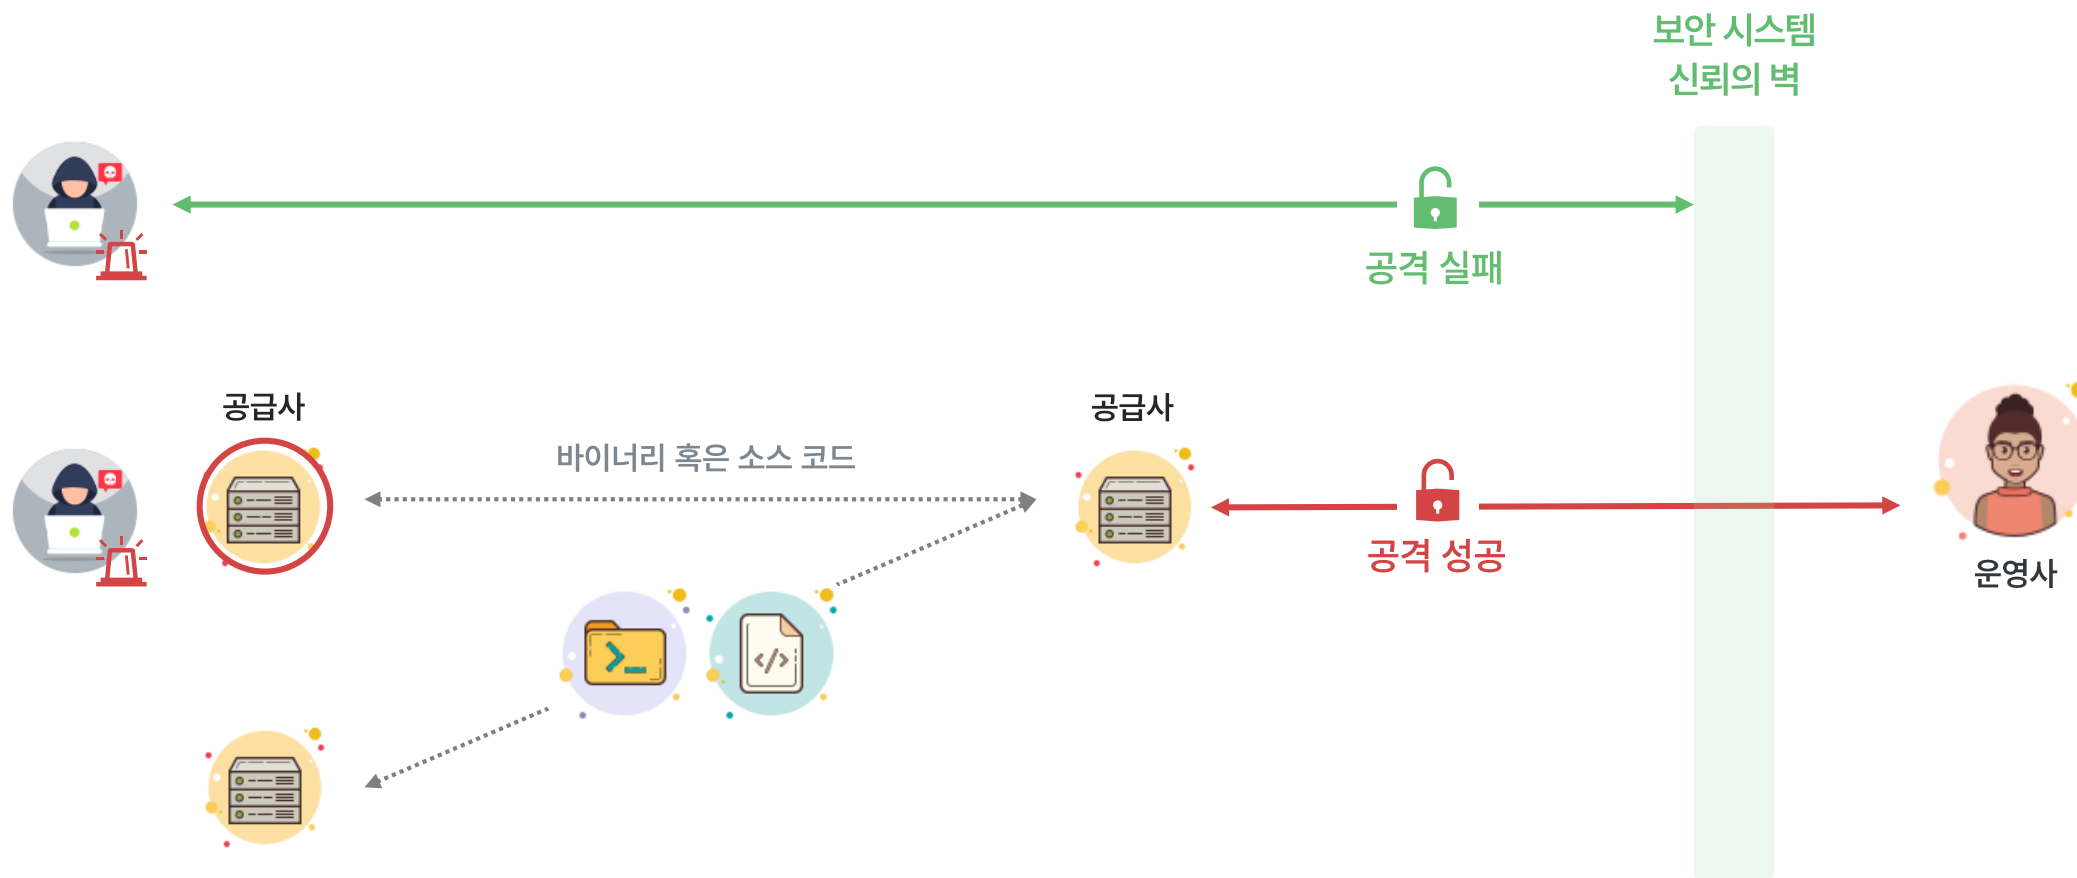 보안 시스템
신뢰의 벽
공격 실패
공급사
공급사
바이너리 혹은 소스 코드
공격 성공
운영사